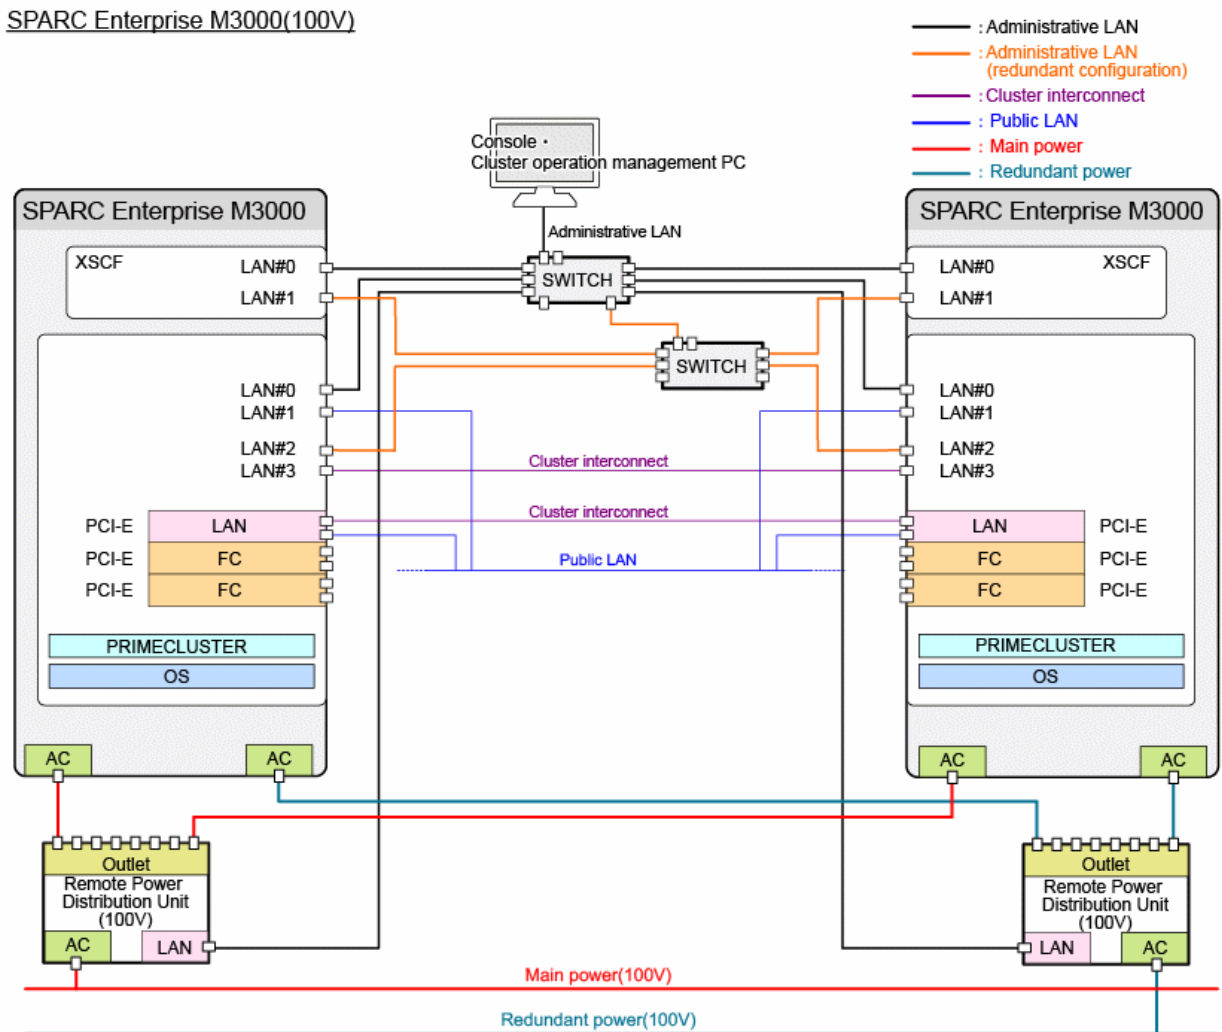 SPARC Enterprise M3000(100V)
: Administrative LAN
: Administrative LAN
(redundant configuration)
: Cluster interconnect
: Public LAN
: Main power
: Redundant power
Console・
Cluster operation management PC
Administrative LAN
SWITCH
SWITCH
SPARC Enterprise M3000
XSCF
LAN#0
LAN#1
LAN#0
LAN#1
LAN#2
LAN#3
PCI-E LAN
PCI-E FC
PCI-E FC
PRIMECLUSTER
OS
AC AC
Cluster interconnect
Cluster interconnect
Public LAN
SPARC Enterprise M3000
LAN#0 XSCF
LAN#1
LAN#0
LAN#1
LAN#2
LAN#3
LAN PCI-E
FC PCI-E
FC PCI-E
PRIMECLUSTER
OS
AC AC
Outlet
Remote Power
Distribution Unit
(100V)
AC LAN
Outlet
Remote Power
Distribution Unit
(100V)
LAN AC
Main power(100V)
Redundant power(100V)